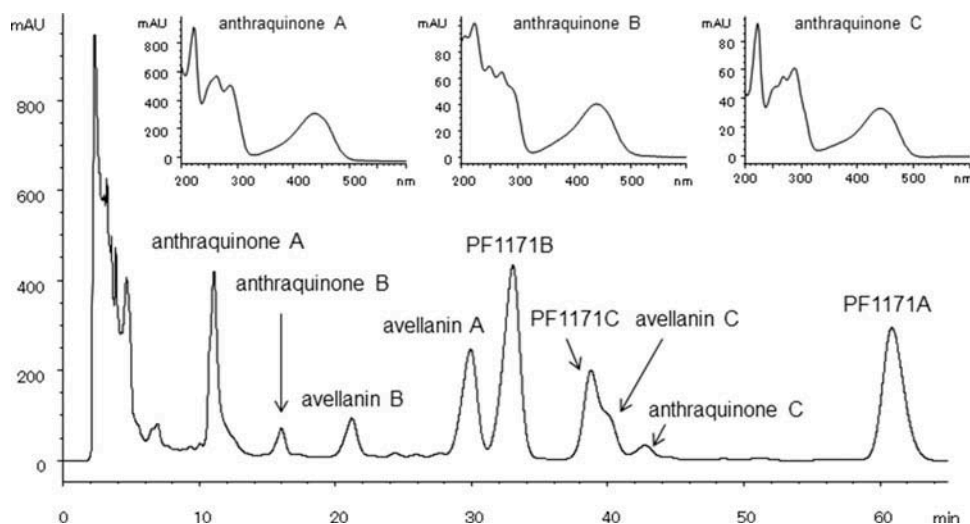 mAU
800
600
400
200
0
0
10
20
30
40
50
60
min
mAU
anthraquinone A
800
600
400
200
0
200
300
400
500
nm
mAU
anthraquinone B
80
60
40
20
0
200
300
400
500
nm
mAU
anthraquinone C
80
60
40
20
0
200
300
400
500
nm
anthraquinone A
anthraquinone B
avellanin B
avellanin A
PF1171B
PF1171C
avellanin C
anthraquinone C
PF1171A